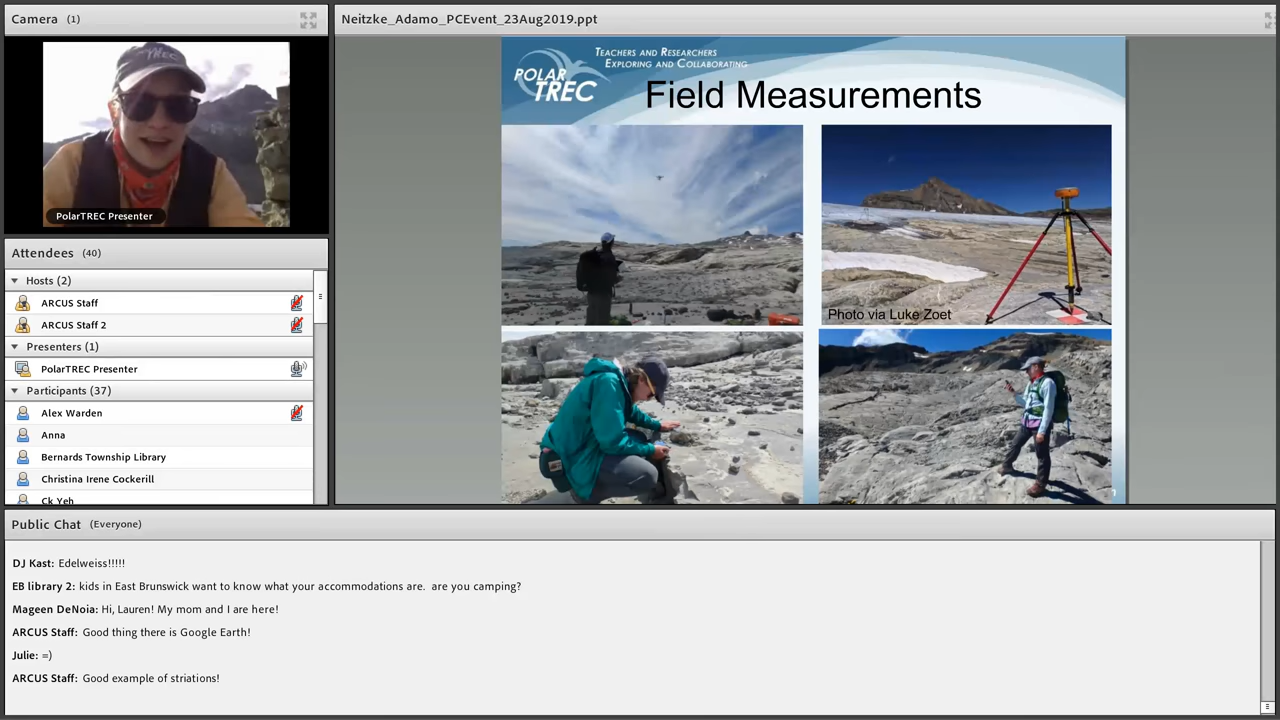 Camera (1)
PolarTREC Presenter
Attendees (40)
Hosts (2)
ARCUS Staff
ARCUS Staff 2
Presenters (1)
PolarTREC Presenter
Participants (37)
Alex Warden
Anna
Bernards Township Library
Christina Irene Cockerill
Ck Yeh
Neitzke_Adamo_PCEvent_23Aug2019.ppt
POLAR
TREC
TEACHERS AND RESEARCHERS
EXPLORING AND COLLABORATING
Field Measurements
Photo via Luke Zoet
Public Chat (Everyone)
DJ Kast: Edelweiss!!!!!
EB library 2: kids in East Brunswick want to know what your accommodations are. are you camping?
Mageen DeNoia: Hi, Lauren! My mom and I are here!
ARCUS Staff: Good thing there is Google Earth!
Julie: =)
ARCUS Staff: Good example of striations!